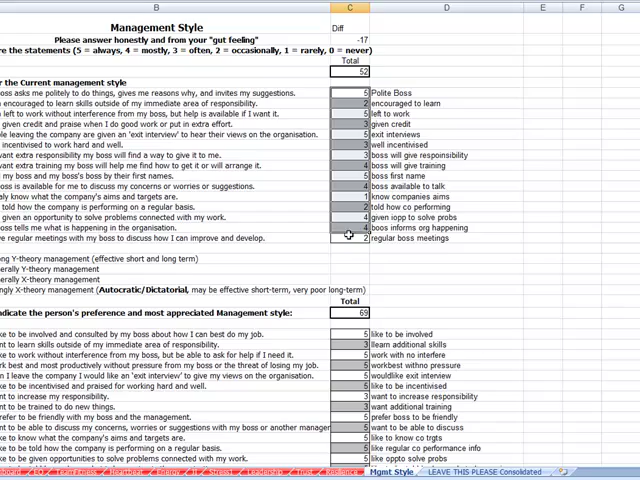 B C D E F G
Management Style Diff
Please answer honestly and from your "gut feeling" -17
re the statements (5 = always, 4 = mostly, 3 = often, 2 = occasionally, 1 = rarely, 0 = never)
Total
52
r the Current management style
oss asks me politely to do things, gives me reasons why, and invites my suggestions. 5 Polite Boss
encouraged to learn skills outside of my immediate area of responsibility. 2 encouraged to learn
left to work without interference from my boss, but help is available if I want it. 5 left to work
given credit and praise when I do good work or put in extra effort. 3 given credit
ple leaving the company are given an 'exit interview' to hear their views on the organisation. 5 exit interviews
incentivised to work hard and well. 3 well incentivised
want extra responsibility my boss will find a way to give it to me. 3 boss will give respoinsibility
want extra training my boss will help me find how to get it or will arrange it. 4 boss will give training
ng my boss and my boss's boss by their first names. 5 boss first name
oss is available for me to discuss my concerns or worries or suggestions. 4 boss available to talk
aly know what the company's aims and targets are. 1 know companies aims
told how the company is performing on a regular basis. 2 told how co performing
given an opportunity to solve problems connected with my work. 4 given iopp to solve probs
oss tells me what is happening in the organisation. 4 boos informs org happening
ve regular meetings with my boss to discuss how I can improve and develop. 2 regular boss meetings
ng Y-theory management (effective short and long term)
erally Y-theory management
erally X-theory management
ngly X-theory management (Autocratic/Dictatorial, may be effective short-term, very poor long-term)
Total
ndicate the person's preference and most appreciated Management style: 69
ke to be involved and consulted by my boss about how I can best do my job. 5 like to be involved
nt to learn skills outside of my immediate area of responsibility. 3 llearn additional skills
ke to work without interference from my boss, but be able to ask for help if I need it. 5 work with no interfere
rk best and most productively without pressure from my boss or the threat of losing my job. 5 workbest withno pressure
n I leave the company I would like an 'exit interview' to give my views on the organisation. 5 wouldlike exit interview
ke to be incentivised and praised for working hard and well. 5 like to be incentivised
nt to increase my responsibility. 3 want to increase responsibility
nt to be trained to do new things. 3 want additional training
refer to be friendly with my boss and the management. 5 prefer boss to be friendly
nt to be able to discuss my concerns, worries or suggestions with my boss or another manager 5 want to be able to discuss
ke to know what the company's aims and targets are. 5 like to know co trgts
ke to be told how the company is performing on a regular basis. 5 like regular co performance info
ke to be given opportunities to solve problems connected with my work. 5 like oppto solve probs
Mgmt Style LEAVE THIS PLEASE Consolidated